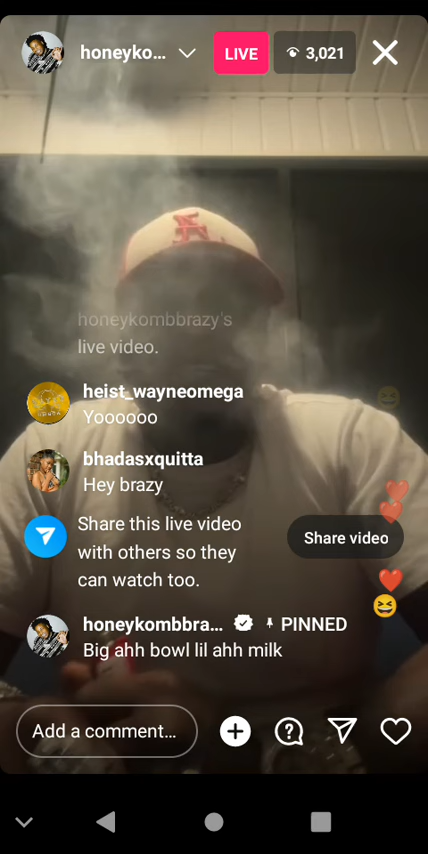 honeyko...
LIVE
3,021
honeykombbrazy's
live video.
heist_wayneomega
Yoooooo
bhadasxquitta
Hey brazy
Share this live video
with others so they
can watch too.
Share video
honeykombbra... PINNED
Big ahh bowl lil ahh milk
Add a comment...